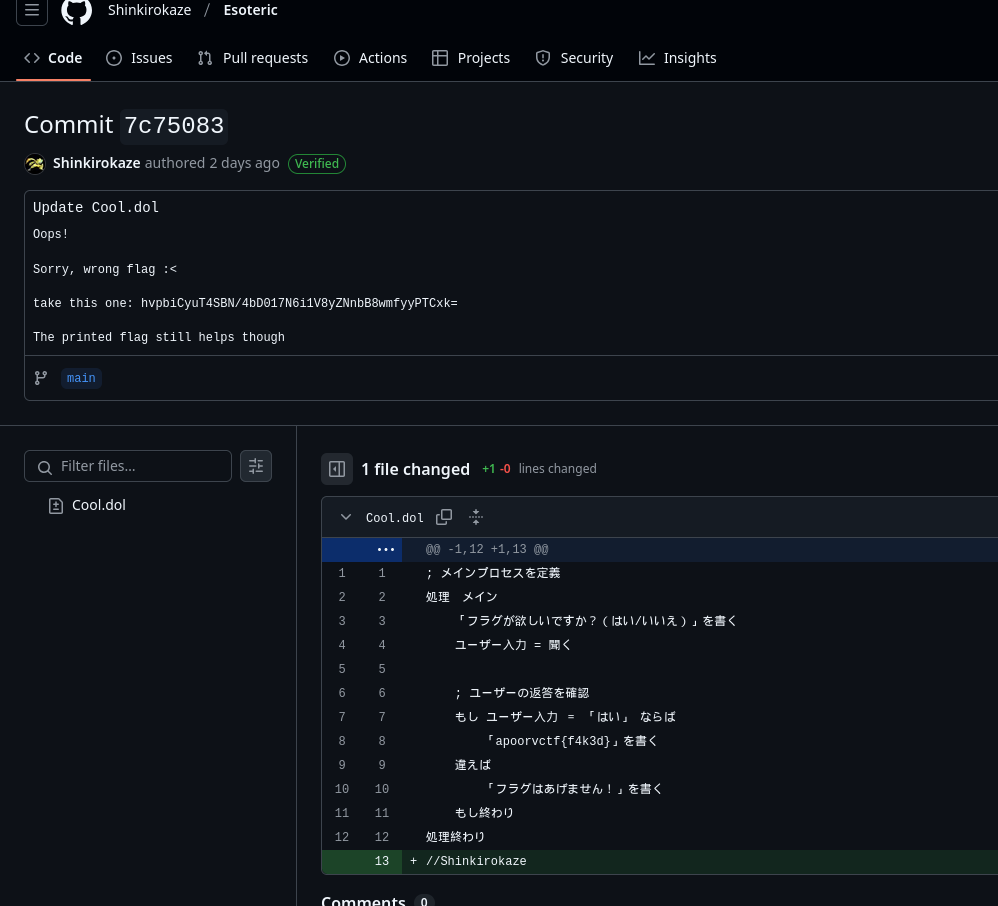 Shinkirokaze / Esoteric
Code Issues Pull requests Actions Projects Security Insights
Commit 7c75083
Shinkirokaze authored 2 days ago Verified
Update Cool.dol
Oops!
Sorry, wrong flag :<
take this one: hvpbiCyuT4SBN/4bD017N6i1V8yZNnbB8wmfyyPTCxk=
The printed flag still helps though
main
Filter files...
Cool.dol
1 file changed +1 -0 lines changed
Cool.dol
@@ -1,12 +1,13 @@
1 1 ; メインプロセスを定義
2 2 処理　メイン
3 3 「フラグが欲しいですか？（はい/いいえ）」を書く
4 4 ユーザー入力 = 聞く
5 5
6 6 ; ユーザーの返答を確認
7 7 もし ユーザー入力 ＝ 「はい」 ならば
8 8 「apoorvctf{f4k3d}」を書く
9 9 違えば
10 10 「フラグはあげません！」を書く
11 11 もし終わり
12 12 処理終わり
13 + //Shinkirokaze
Comments 0